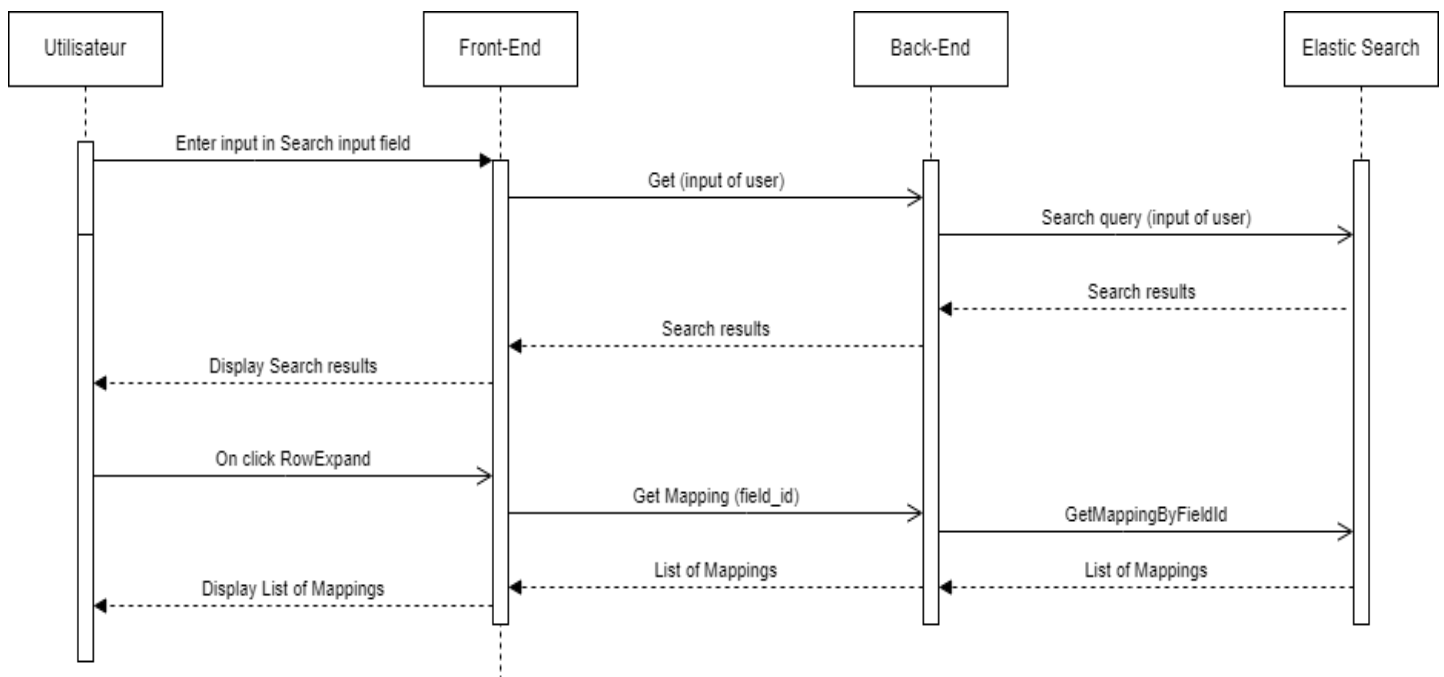 Utilisateur
Front-End
Back-End
Elastic Search
Enter input in Search input field
Get (input of user)
Search query (input of user)
Search results
Search results
Display Search results
On click RowExpand
Get Mapping (field_id)
GetMappingByFieldId
List of Mappings
List of Mappings
Display List of Mappings